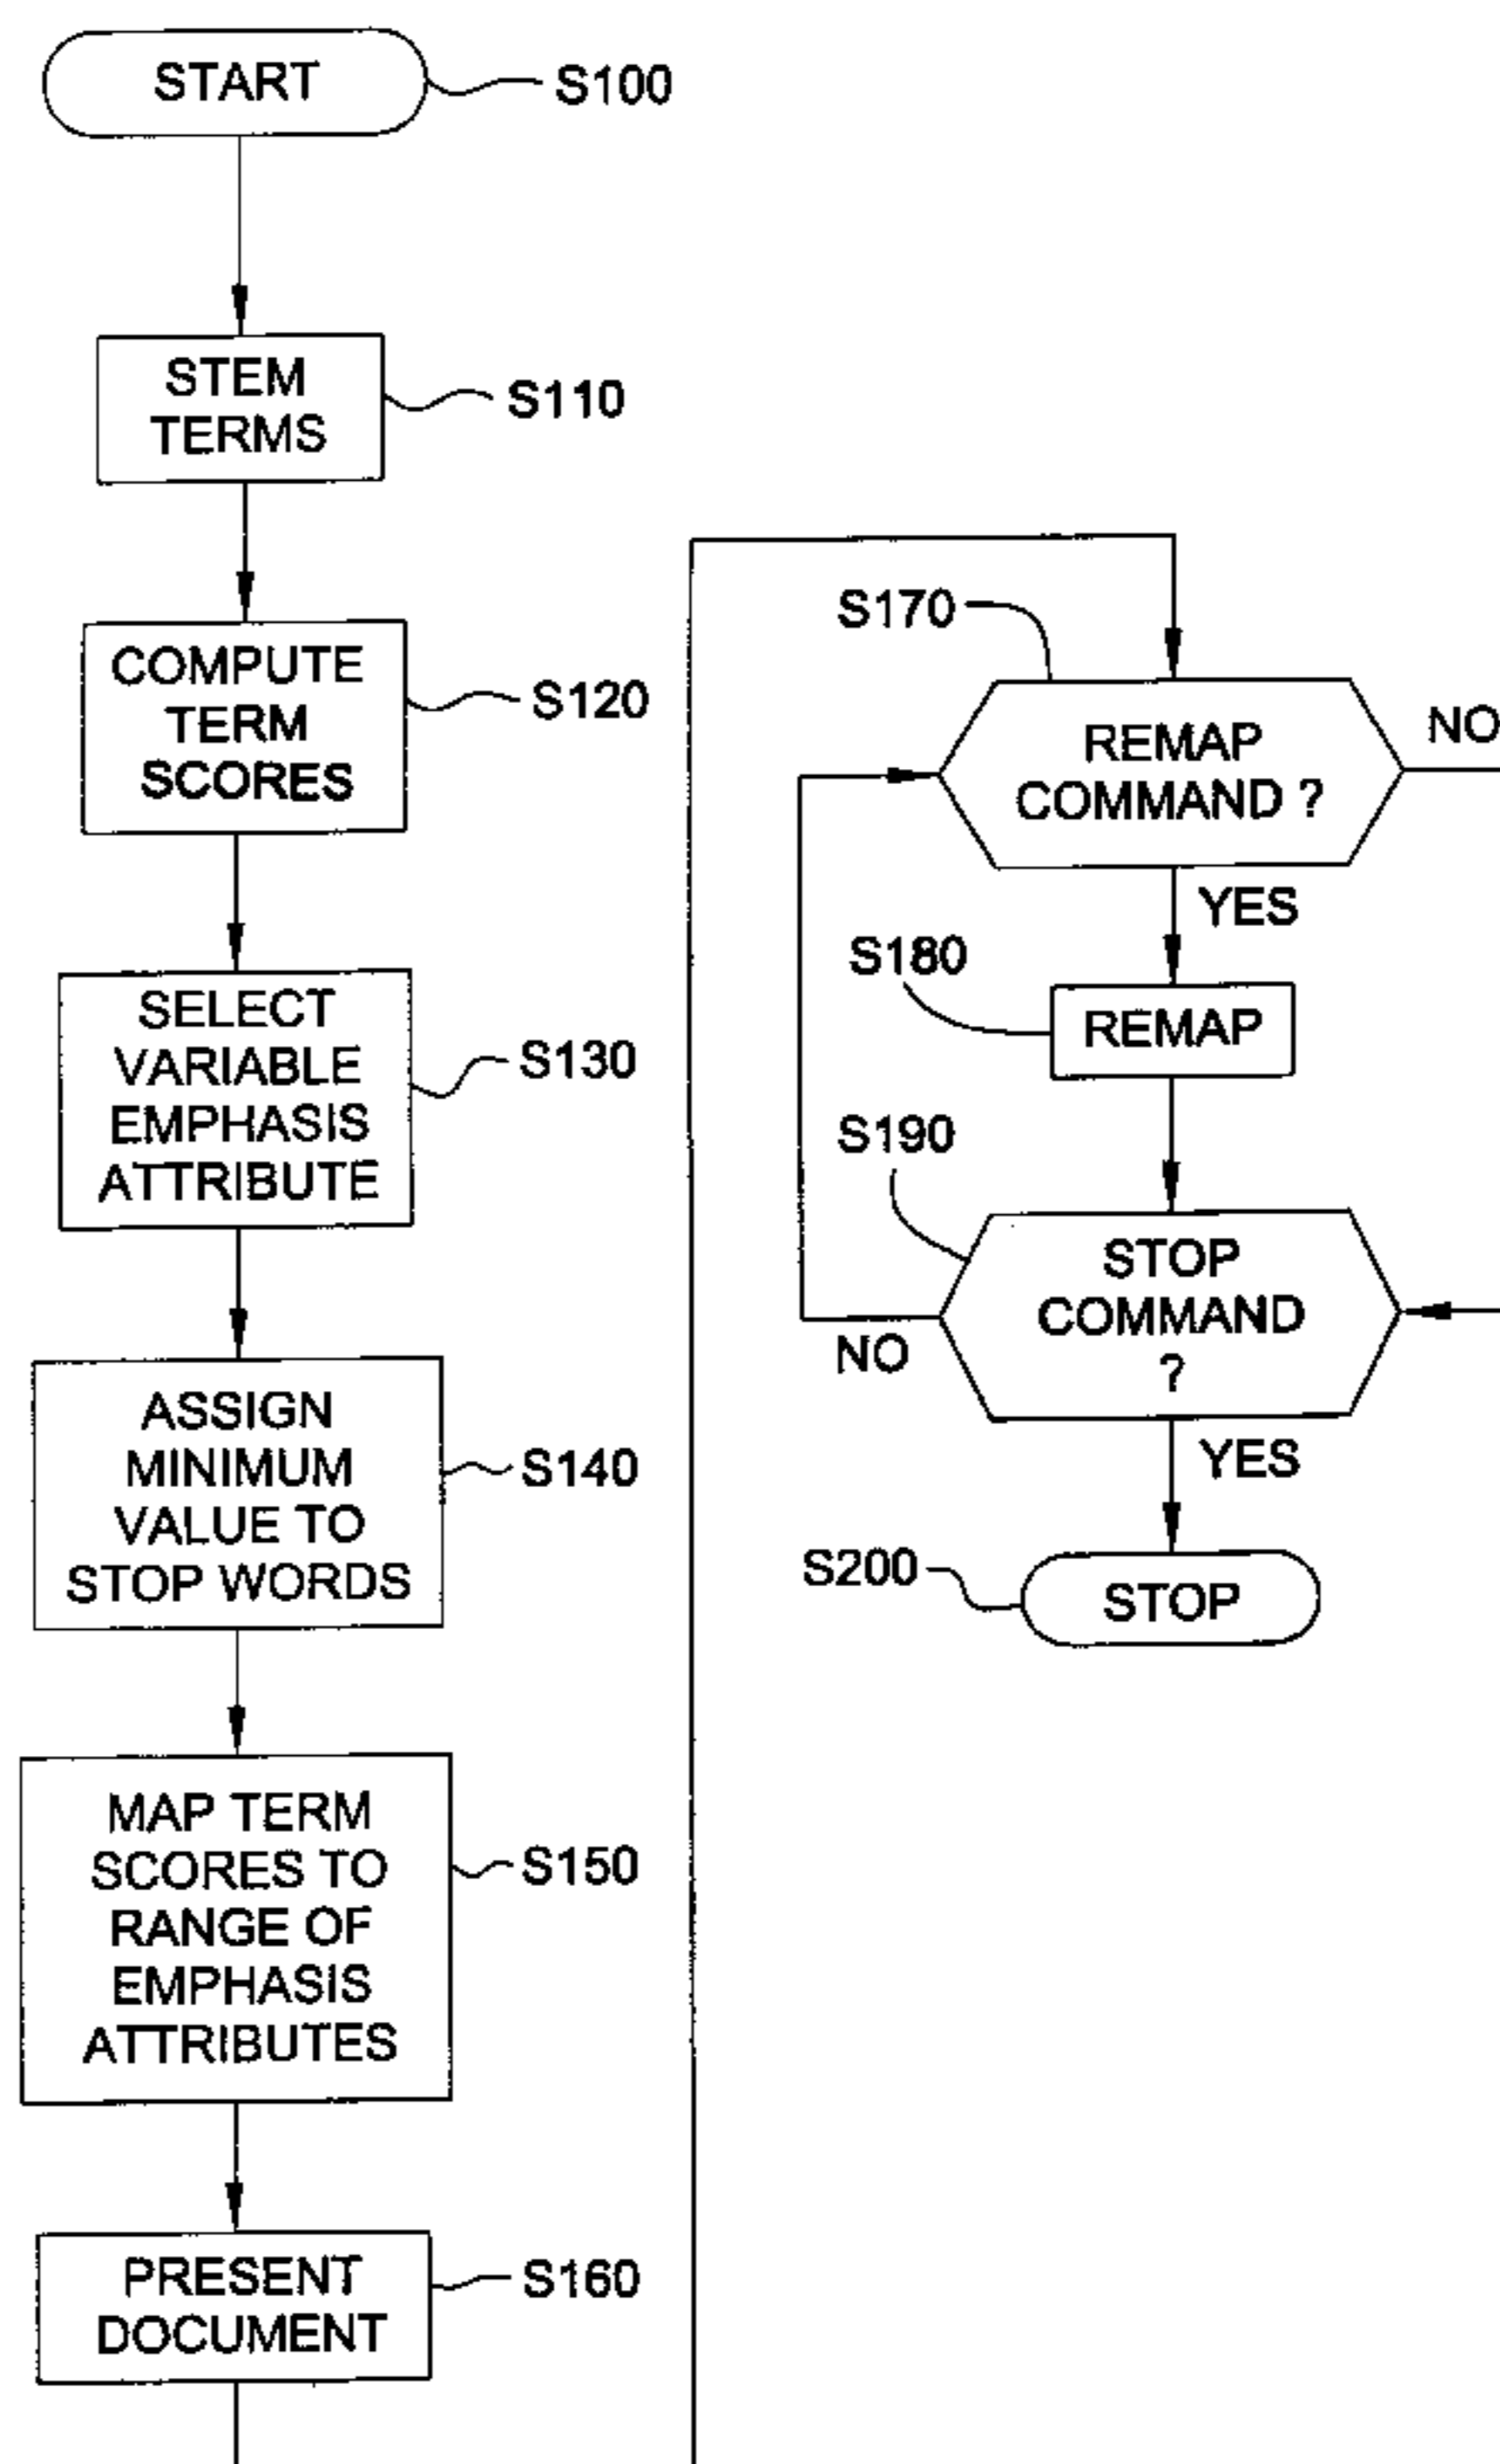 START
S100
STEM
TERMS
S110
COMPUTE
TERM
SCORES
S120
SELECT
VARIABLE
EMPHASIS
ATTRIBUTE
S130
ASSIGN
MINIMUM
VALUE TO
STOP WORDS
S140
MAP TERM
SCORES TO
RANGE OF
EMPHASIS
ATTRIBUTES
S150
PRESENT
DOCUMENT
S160
S170
REMAP
COMMAND ?
NO
YES
S180
REMAP
S190
STOP
COMMAND
?
NO
YES
S200
STOP